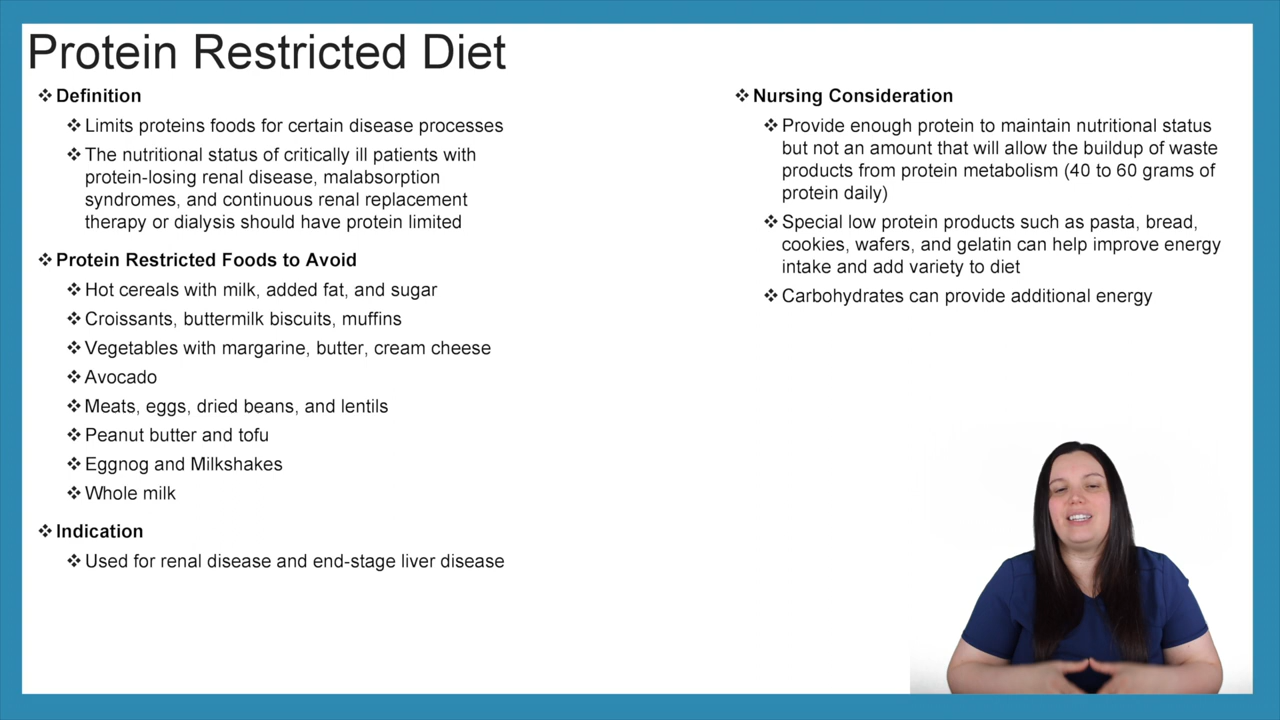 Protein Restricted Diet
❖ Definition
❖ Limits proteins foods for certain disease processes
❖ The nutritional status of critically ill patients with
protein-losing renal disease, malabsorption
syndromes, and continuous renal replacement
therapy or dialysis should have protein limited
❖ Protein Restricted Foods to Avoid
❖ Hot cereals with milk, added fat, and sugar
❖ Croissants, buttermilk biscuits, muffins
❖ Vegetables with margarine, butter, cream cheese
❖ Avocado
❖ Meats, eggs, dried beans, and lentils
❖ Peanut butter and tofu
❖ Eggnog and Milkshakes
❖ Whole milk
❖ Indication
❖ Used for renal disease and end-stage liver disease
❖ Nursing Consideration
❖ Provide enough protein to maintain nutritional status
but not an amount that will allow the buildup of waste
products from protein metabolism (40 to 60 grams of
protein daily)
❖ Special low protein products such as pasta, bread,
cookies, wafers, and gelatin can help improve energy
intake and add variety to diet
❖ Carbohydrates can provide additional energy